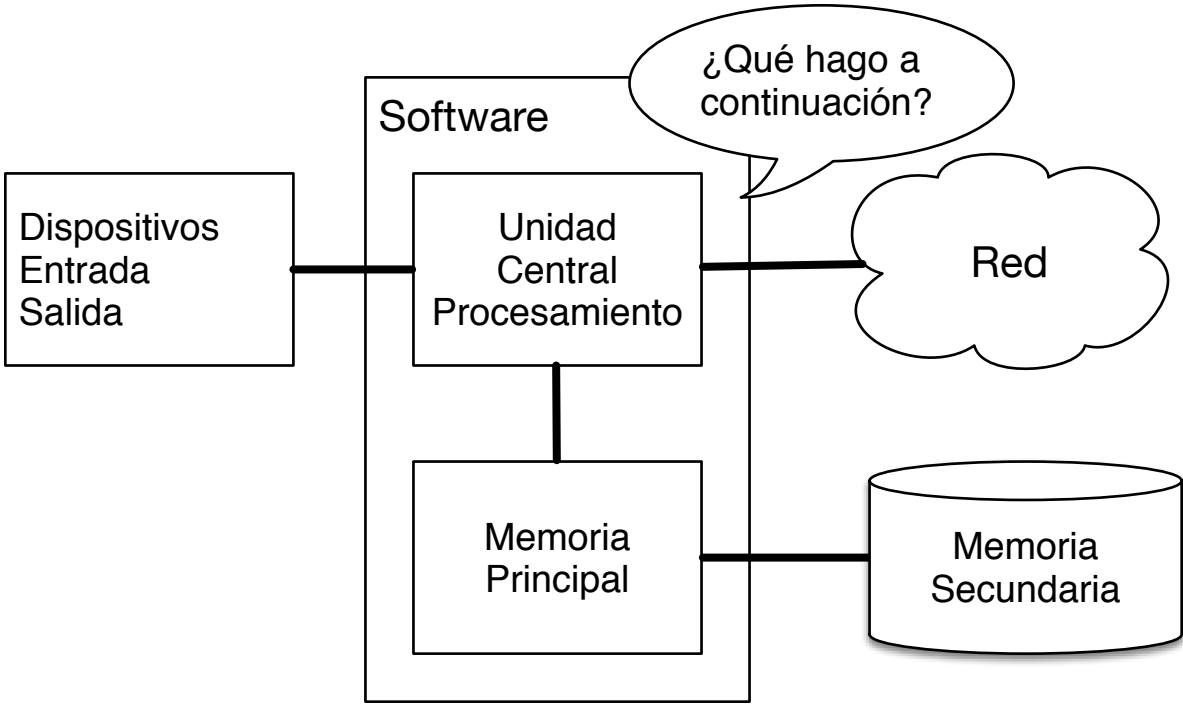 ¿Qué hago a
continuación?
Software
Dispositivos
Entrada
Salida
Unidad
Central
Procesamiento
Red
Memoria
Principal
Memoria
Secundaria